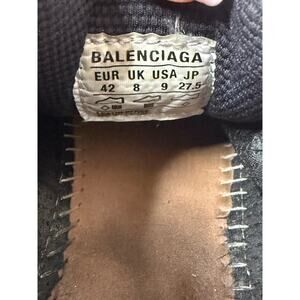 BALENCIAGA
EUR UK USA JP
42 8 9 27.5